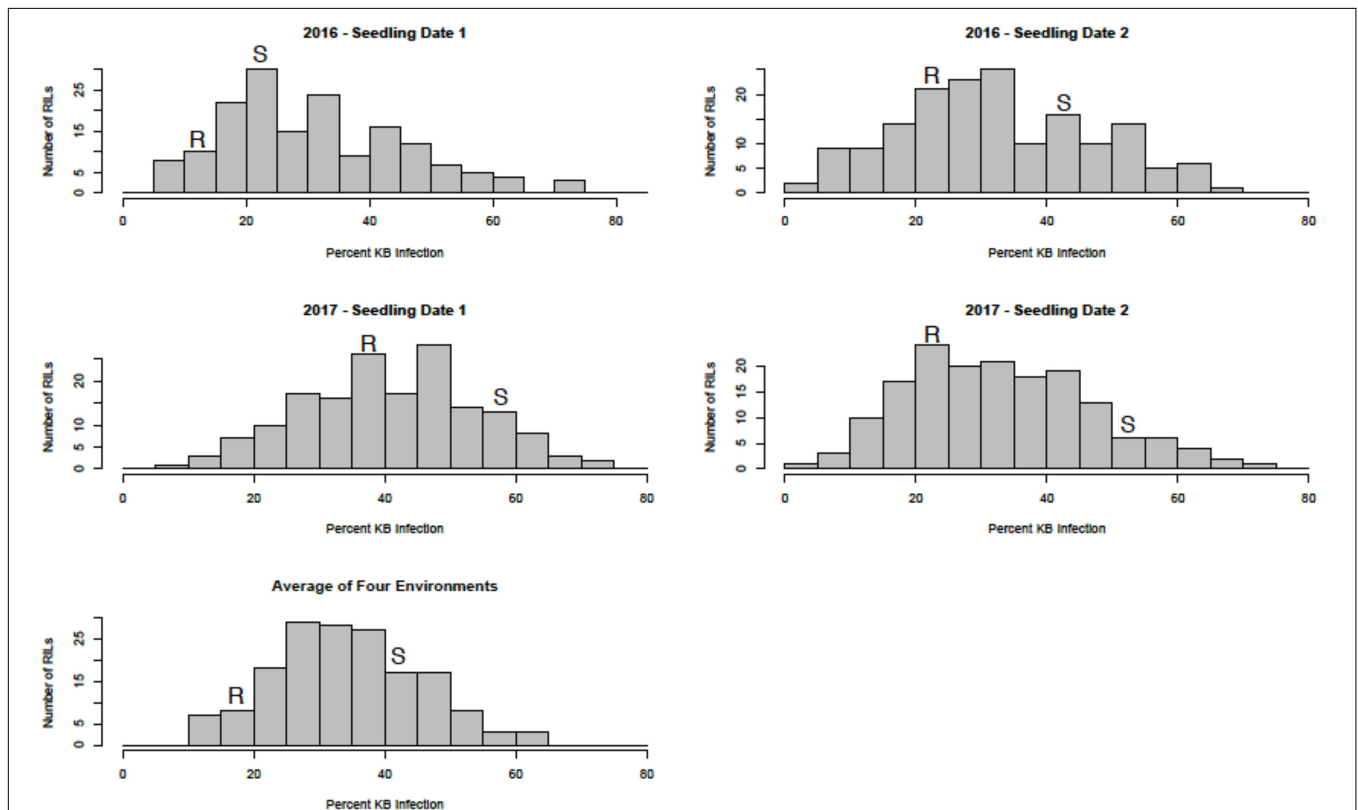 2016 - Seedling Date 1
S
R
Number of RILs
5 15 25
0
0 20 40 60 80
Percent KB Infection
2016 - Seedling Date 2
R
S
Number of RILs
0 5 10 20
0 20 40 60 80
Percent KB Infection
2017 - Seedling Date 1
R
S
Number of RILs
0 5 10 20
0 20 40 60 80
Percent KB Infection
2017 - Seedling Date 2
R
S
Number of RILs
0 5 10 15 20
0 20 40 60 80
Percent KB Infection
Average of Four Environments
S
R
Number of RILs
0 5 15 25
0 20 40 60 80
Percent KB Infection